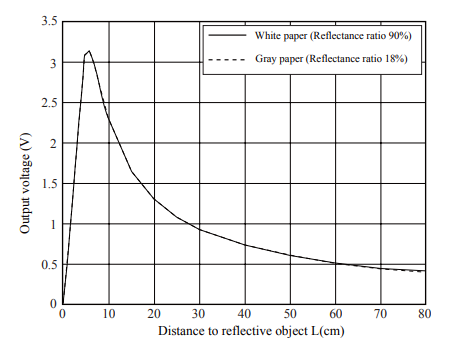 3.5
White paper (Reflectance ratio 90%)
3
Gray paper (Reflectance ratio 18%)
2.5
2
1.5
1
0.5
0
Output voltage (V)
0 10 20 30 40 50 60 70 80
Distance to reflective object L(cm)